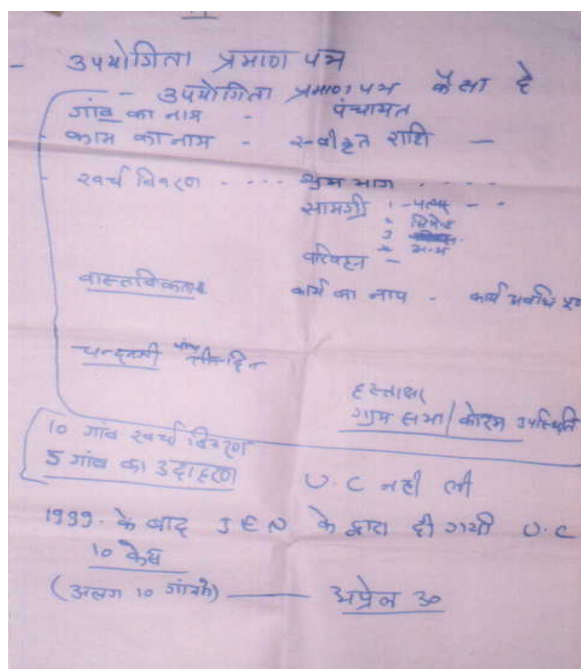 - उपयोगिता प्रमाण पत्र
- उपयोगिता प्रमाण पत्र कैसा है
गांव का नाम - पंचायत
- काम का नाम - स्वीकृत राशि -
- खर्च विवरण - . . . . श्रम भाग . . . . .
सामग्री : - पत्थर - -
सिमेन्ट
परिवहन -
वास्तविकता कार्य का नाप - कार्य अवधि
पांच
तीन दिन
हस्ताक्षर
ग्राम सभा / कोरम उपस्थिति
10 गांव खर्च विवरण
5 गांव का उदाहरण U.C नही ली
1999. के बाद JEN के द्वारा दी गयी U.C
10 केस
(अलग 10 गांवके) —— अप्रेल 30